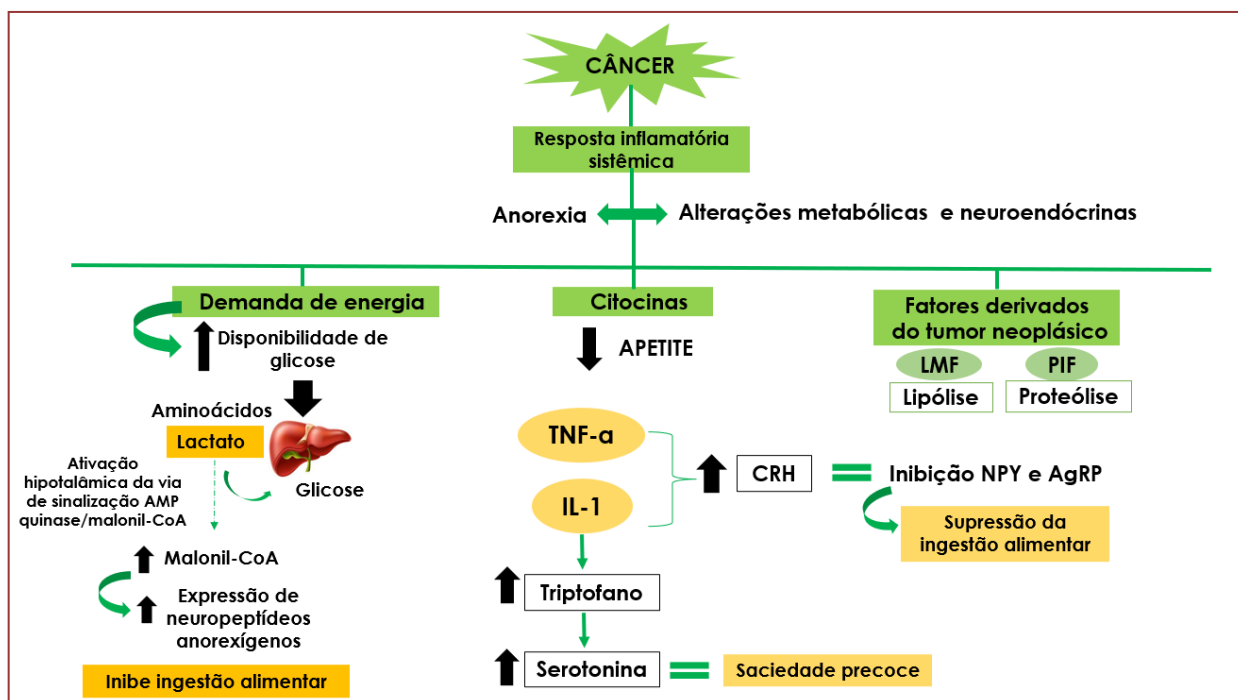 CÂNCER
Resposta inflamatória
sistêmica
Anorexia
Alterações metabólicas e neuroendócrinas
Demanda de energia
Disponibilidade de
glicose
Aminoácidos
Lactato
Glicose
Ativação
hipotalâmica da via
de sinalização AMP
quinase/malonil-CoA
Malonil-CoA
Expressão de
neuropeptídeos
anorexígenos
Inibe ingestão alimentar
Citocinas
APETITE
TNF-a
IL-1
CRH
Inibição NPY e AgRP
Supressão da
ingestão alimentar
Triptofano
Serotonina
Saciedade precoce
Fatores derivados
do tumor neoplásico
LMF
PIF
Lipólise
Proteólise